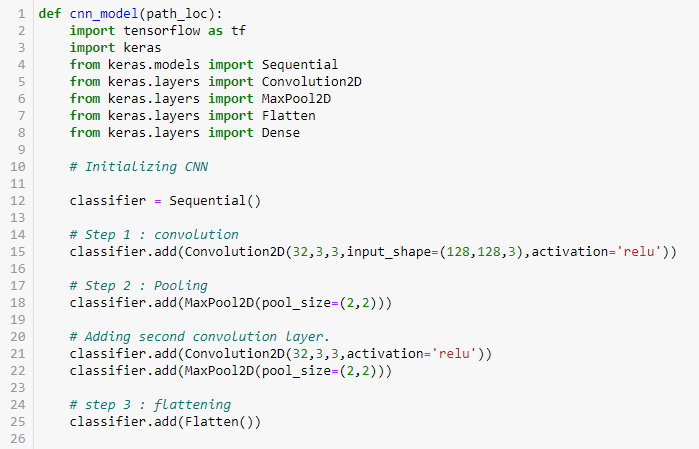 1 def cnn_model(path_loc):
2     import tensorflow as tf
3     import keras
4     from keras.models import Sequential
5     from keras.layers import Convolution2D
6     from keras.layers import MaxPool2D
7     from keras.layers import Flatten
8     from keras.layers import Dense
9
10     # Initializing CNN
11
12     classifier = Sequential()
13
14     # Step 1 : convolution
15     classifier.add(Convolution2D(32,3,3,input_shape=(128,128,3),activation='relu'))
16
17     # Step 2 : Pooling
18     classifier.add(MaxPool2D(pool_size=(2,2)))
19
20     # Adding second convolution layer.
21     classifier.add(Convolution2D(32,3,3,activation='relu'))
22     classifier.add(MaxPool2D(pool_size=(2,2)))
23
24     # step 3 : flattening
25     classifier.add(Flatten())
26